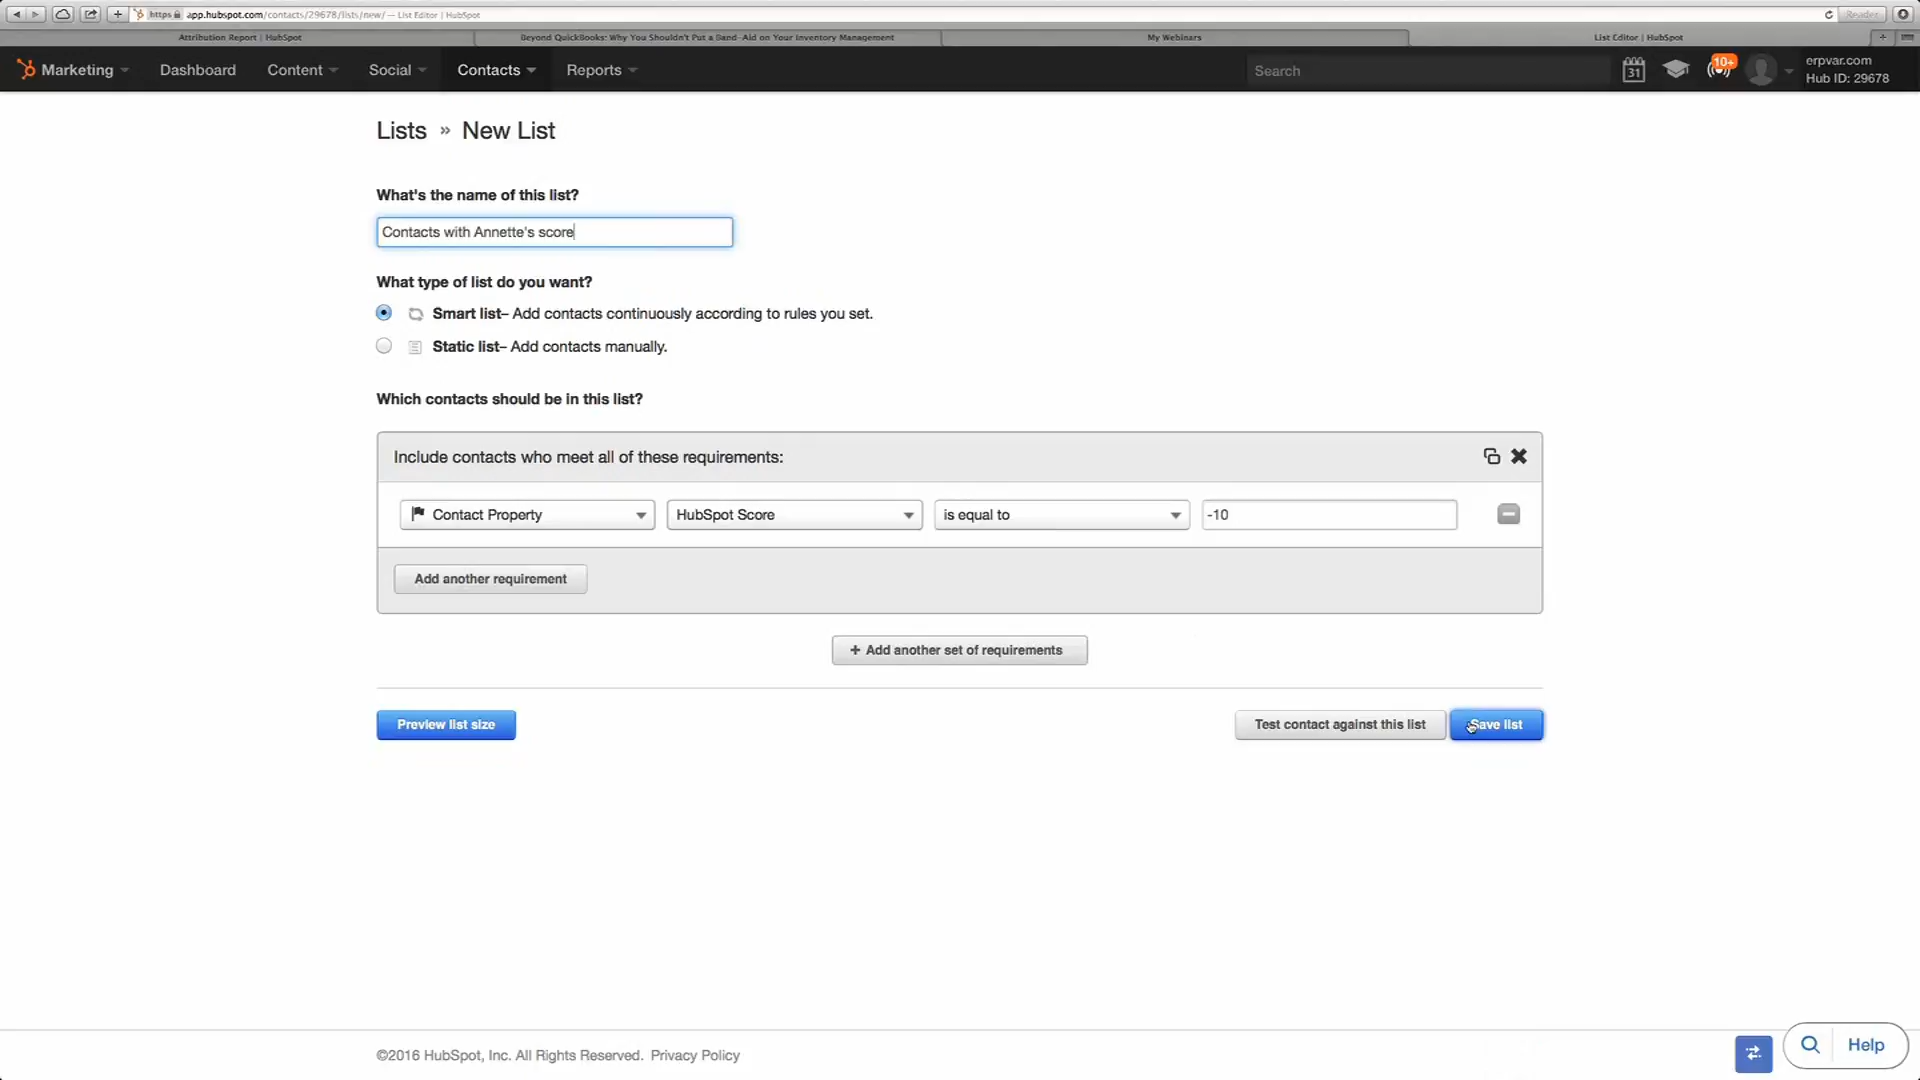 https app.hubspot.com/contacts/29678/lists/new/ — List Editor | HubSpot Reader
Attribution Report | HubSpot Beyond QuickBooks: Why You Shouldn't Put a Band-Aid on Your Inventory Management My Webinars List Editor | HubSpot
Marketing Dashboard Content Social Contacts Reports Search 31 10+ erpvar.com
Hub ID: 29678
Lists » New List
What's the name of this list?
Contacts with Annette's score
What type of list do you want?
Smart list– Add contacts continuously according to rules you set.
Static list– Add contacts manually.
Which contacts should be in this list?
Include contacts who meet all of these requirements:
Contact Property HubSpot Score is equal to -10
Add another requirement
+ Add another set of requirements
Preview list size Test contact against this list Save list
©2016 HubSpot, Inc. All Rights Reserved. Privacy Policy
Help